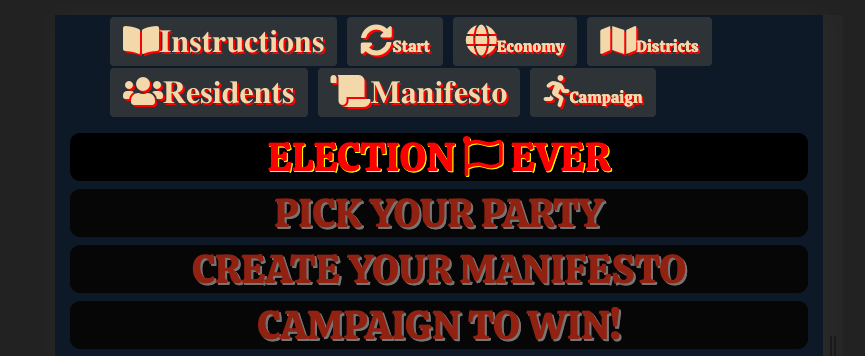 Instructions Start Economy Districts
Residents Manifesto Campaign
ELECTION EVER
PICK YOUR PARTY
CREATE YOUR MANIFESTO
CAMPAIGN TO WIN!